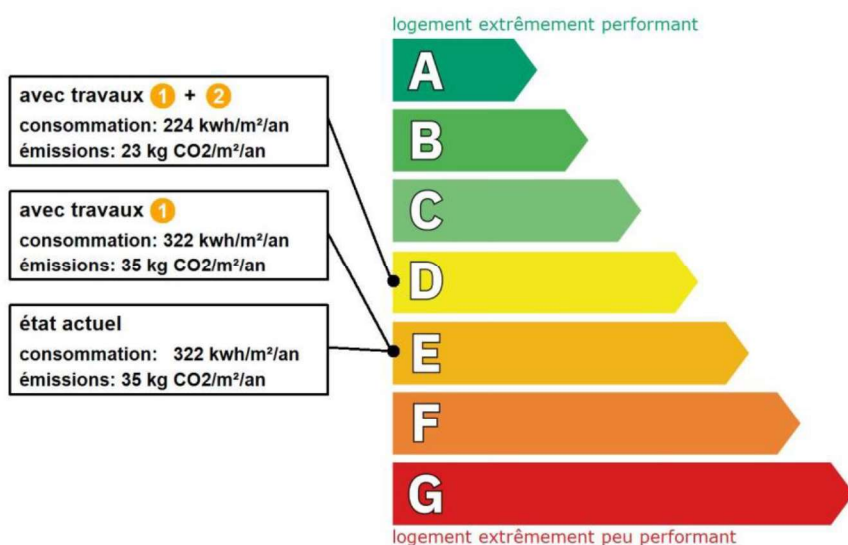 logement extrêmement performant
A
avec travaux 1 + 2
consommation: 224 kwh/m²/an
émissions: 23 kg CO2/m²/an
B
avec travaux 1
consommation: 322 kwh/m²/an
émissions: 35 kg CO2/m²/an
C
D
état actuel
consommation: 322 kwh/m²/an
émissions: 35 kg CO2/m²/an
E
F
G
logement extrêmement peu performant